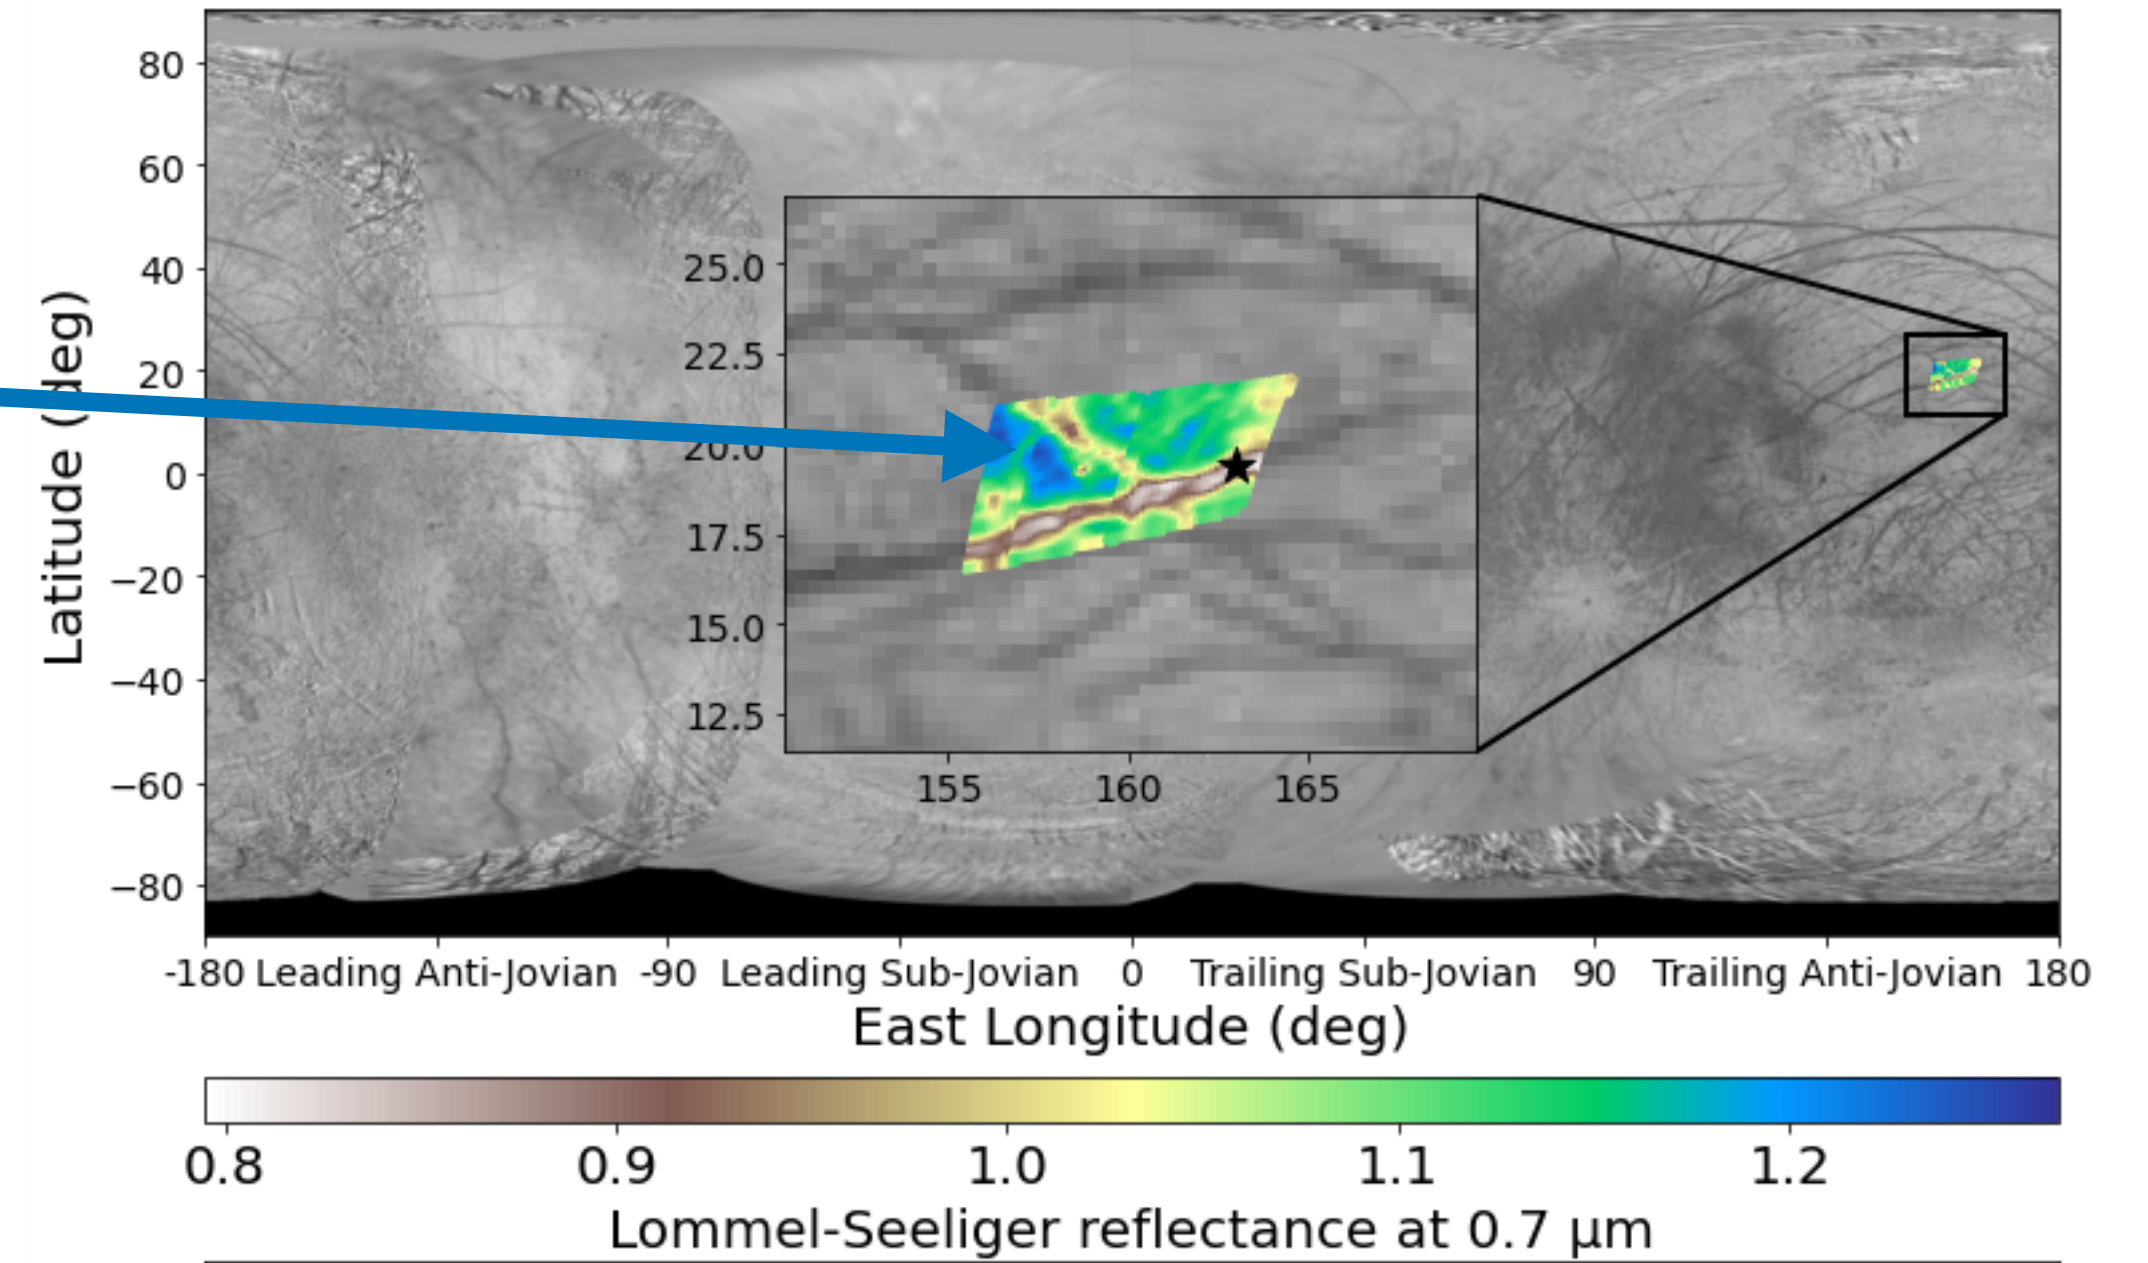 80
60
40
20
0
−20
−40
−60
−80
Latitude (deg)
25.0
22.5
20.0
17.5
15.0
12.5
155 160 165
-180 Leading Anti-Jovian -90 Leading Sub-Jovian 0 Trailing Sub-Jovian 90 Trailing Anti-Jovian 180
East Longitude (deg)
0.8 0.9 1.0 1.1 1.2
Lommel-Seeliger reflectance at 0.7 µm